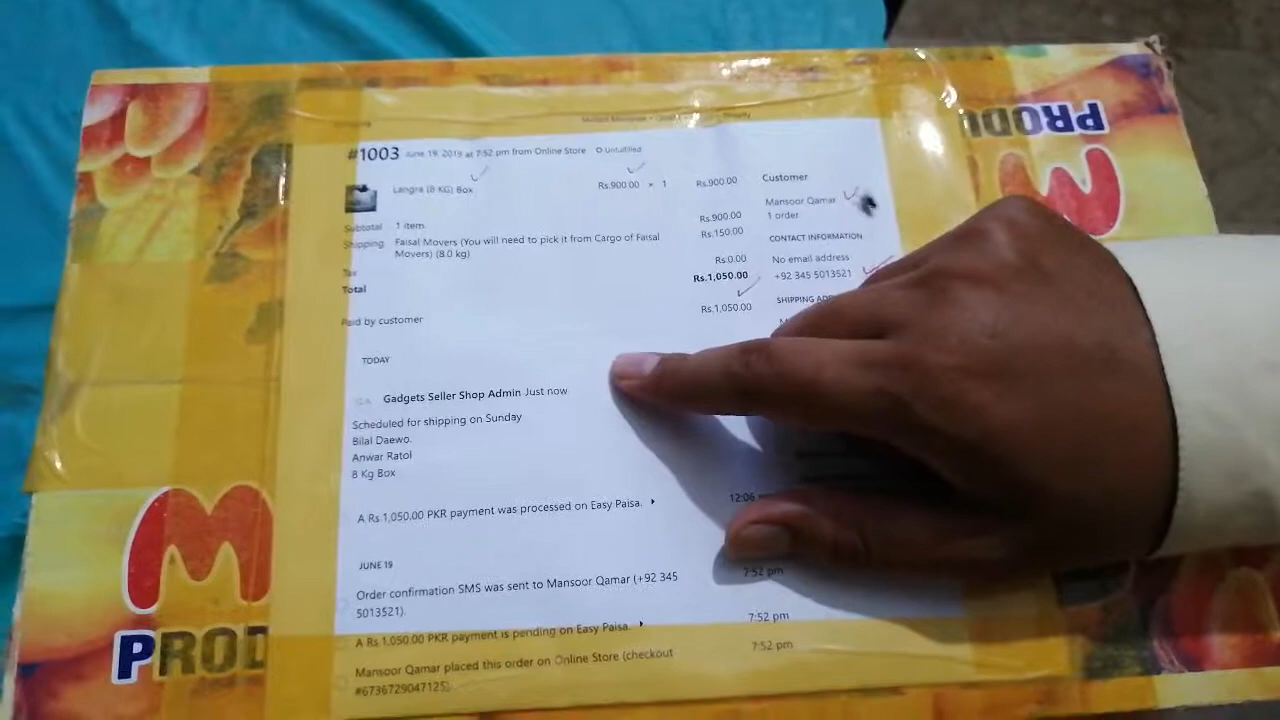 PRODU
M
#1003 June 19, 2019 at 7:52 pm from Online Store Unfulfilled
Langra (8 KG) Box Rs.900.00 × 1 Rs.900.00
Customer
Mansoor Qamar
1 order
Subtotal 1 item Rs.900.00
Shipping Faisal Movers (You will need to pick it from Cargo of Faisal Movers) (8.0 kg) Rs.150.00
CONTACT INFORMATION
No email address
+92 345 5013521
Tax Rs.0.00
Total Rs.1,050.00
SHIPPING
Paid by customer Rs.1,050.00
TODAY
Gadgets Seller Shop Admin Just now
Scheduled for shipping on Sunday
Bilal Daewo.
Anwar Ratol
8 Kg Box
A Rs 1,050.00 PKR payment was processed on Easy Paisa. 12:06
JUNE 19
Order confirmation SMS was sent to Mansoor Qamar (+92 345 7:52 pm
5013521).
A Rs 1,050.00 PKR payment is pending on Easy Paisa. 7:52 pm
Mansoor Qamar placed this order on Online Store (checkout 7:52 pm
#6736729047125).
M
PROD